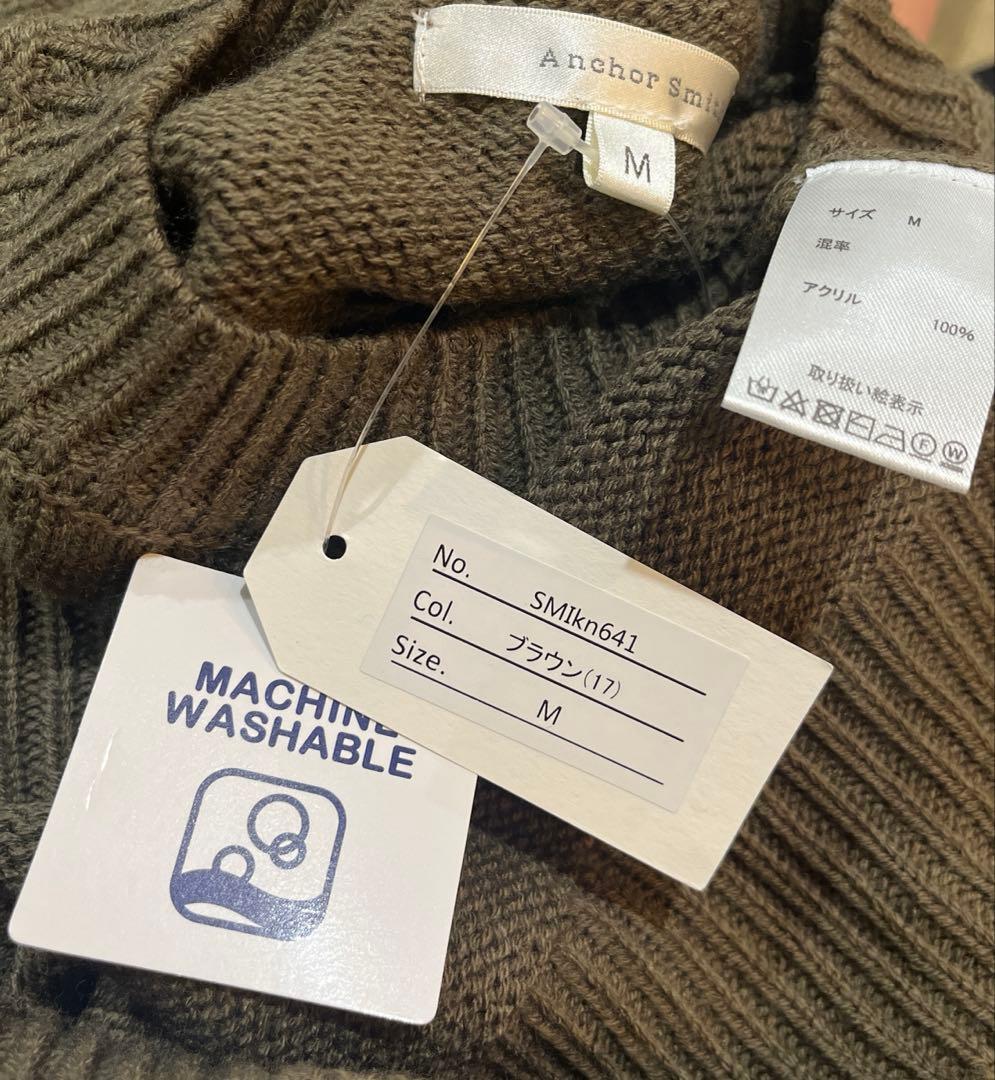 Anchor Smi
M
サイズ M
混率
アクリル
100%
取り扱い絵表示
F W
No. SMIkn641
Col. ブラウン(17)
Size. M
MACHINE
WASHABLE